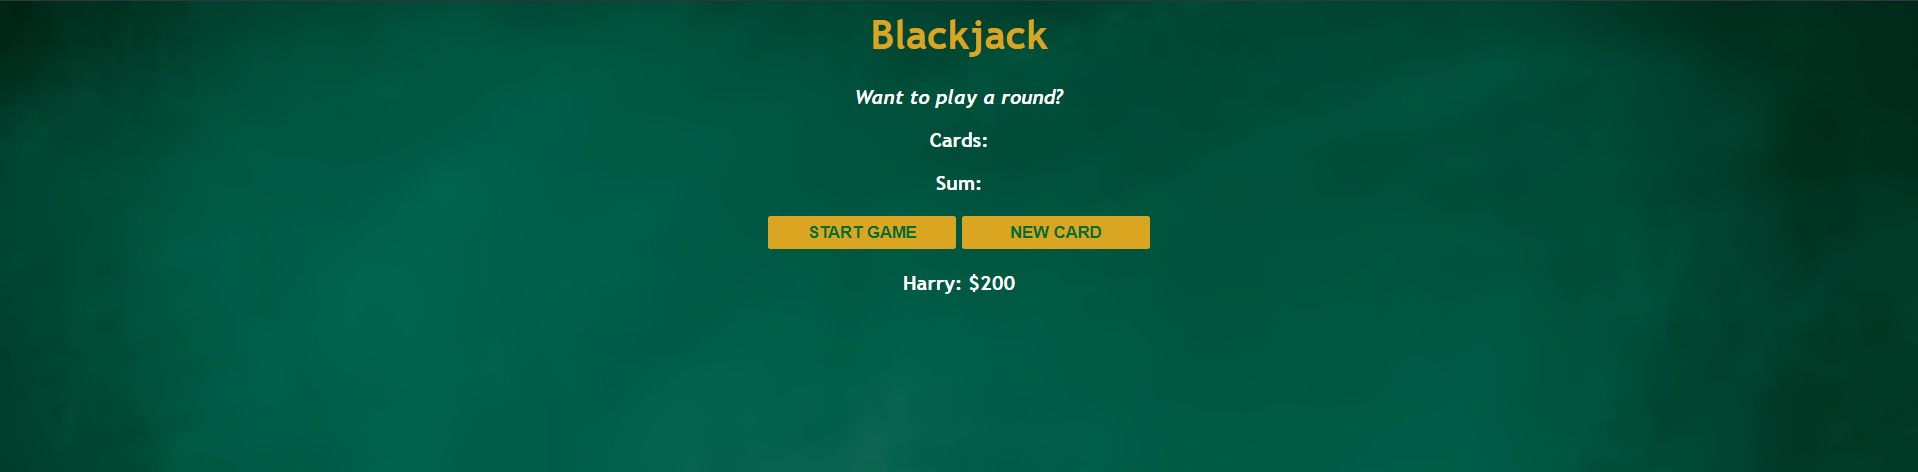 Blackjack
Want to play a round?
Cards:
Sum:
START GAME NEW CARD
Harry: $200